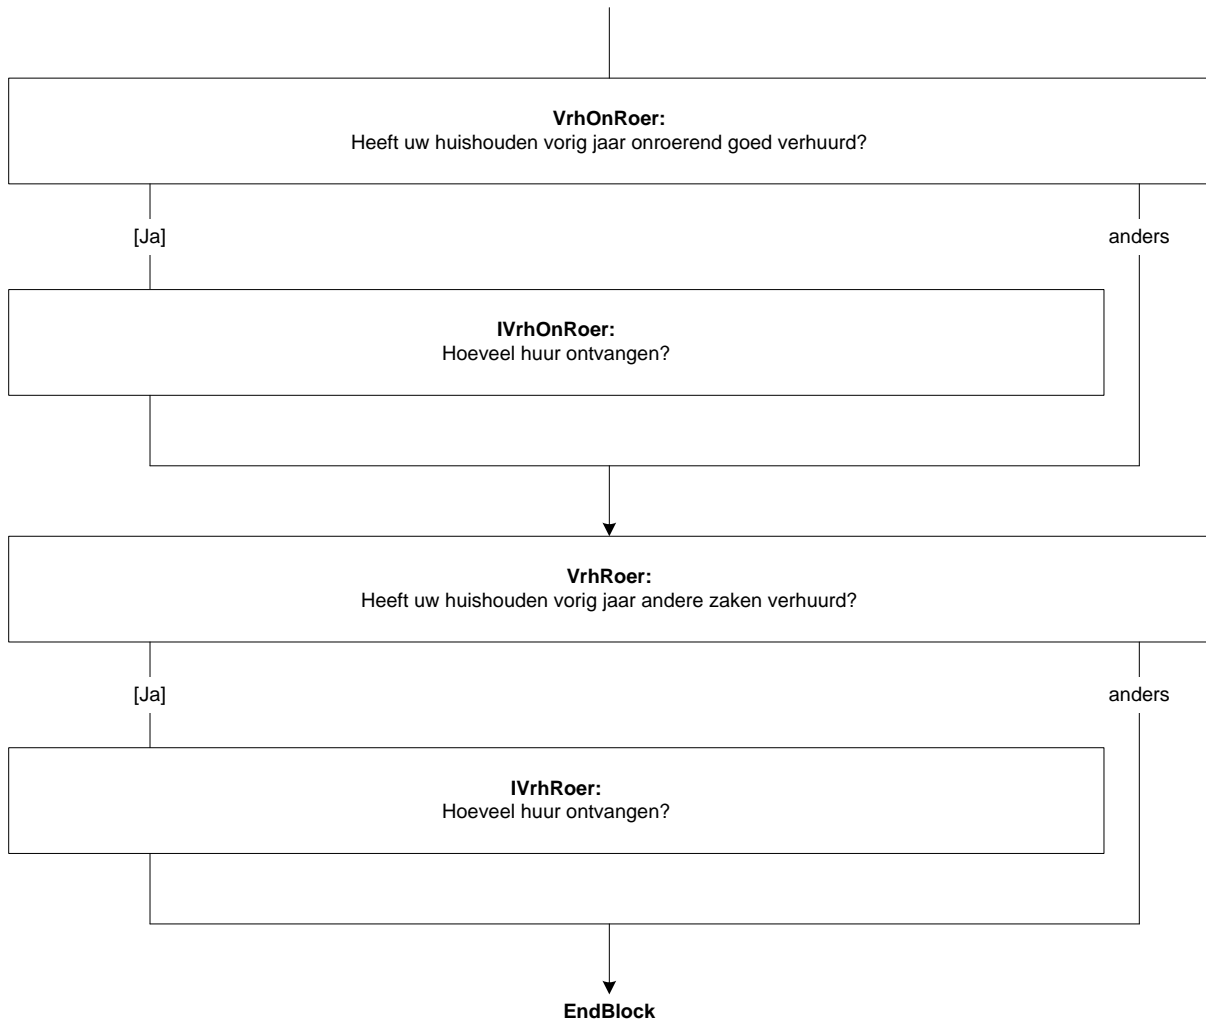 VrhOnRoer:
Heeft uw huishouden vorig jaar onroerend goed verhuurd?
[Ja]
anders
IVrhOnRoer:
Hoeveel huur ontvangen?
VrhRoer:
Heeft uw huishouden vorig jaar andere zaken verhuurd?
[Ja]
anders
IVrhRoer:
Hoeveel huur ontvangen?
EndBlock